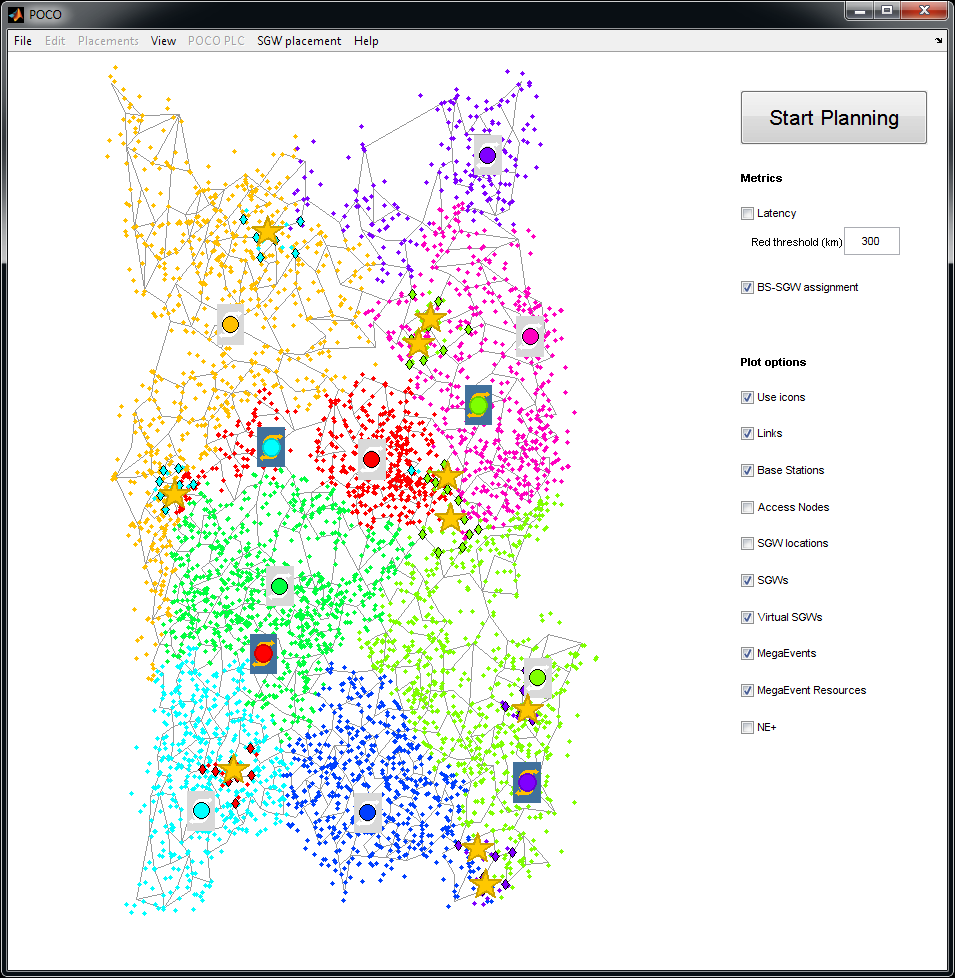 POCO
File Edit Placements View POCO PLC SGW placement Help
Start Planning
Metrics
Latency
Red threshold (km) 300
BS-SGW assignment
Plot options
Use icons
Links
Base Stations
Access Nodes
SGW locations
SGWs
Virtual SGWs
MegaEvents
MegaEvent Resources
NE+